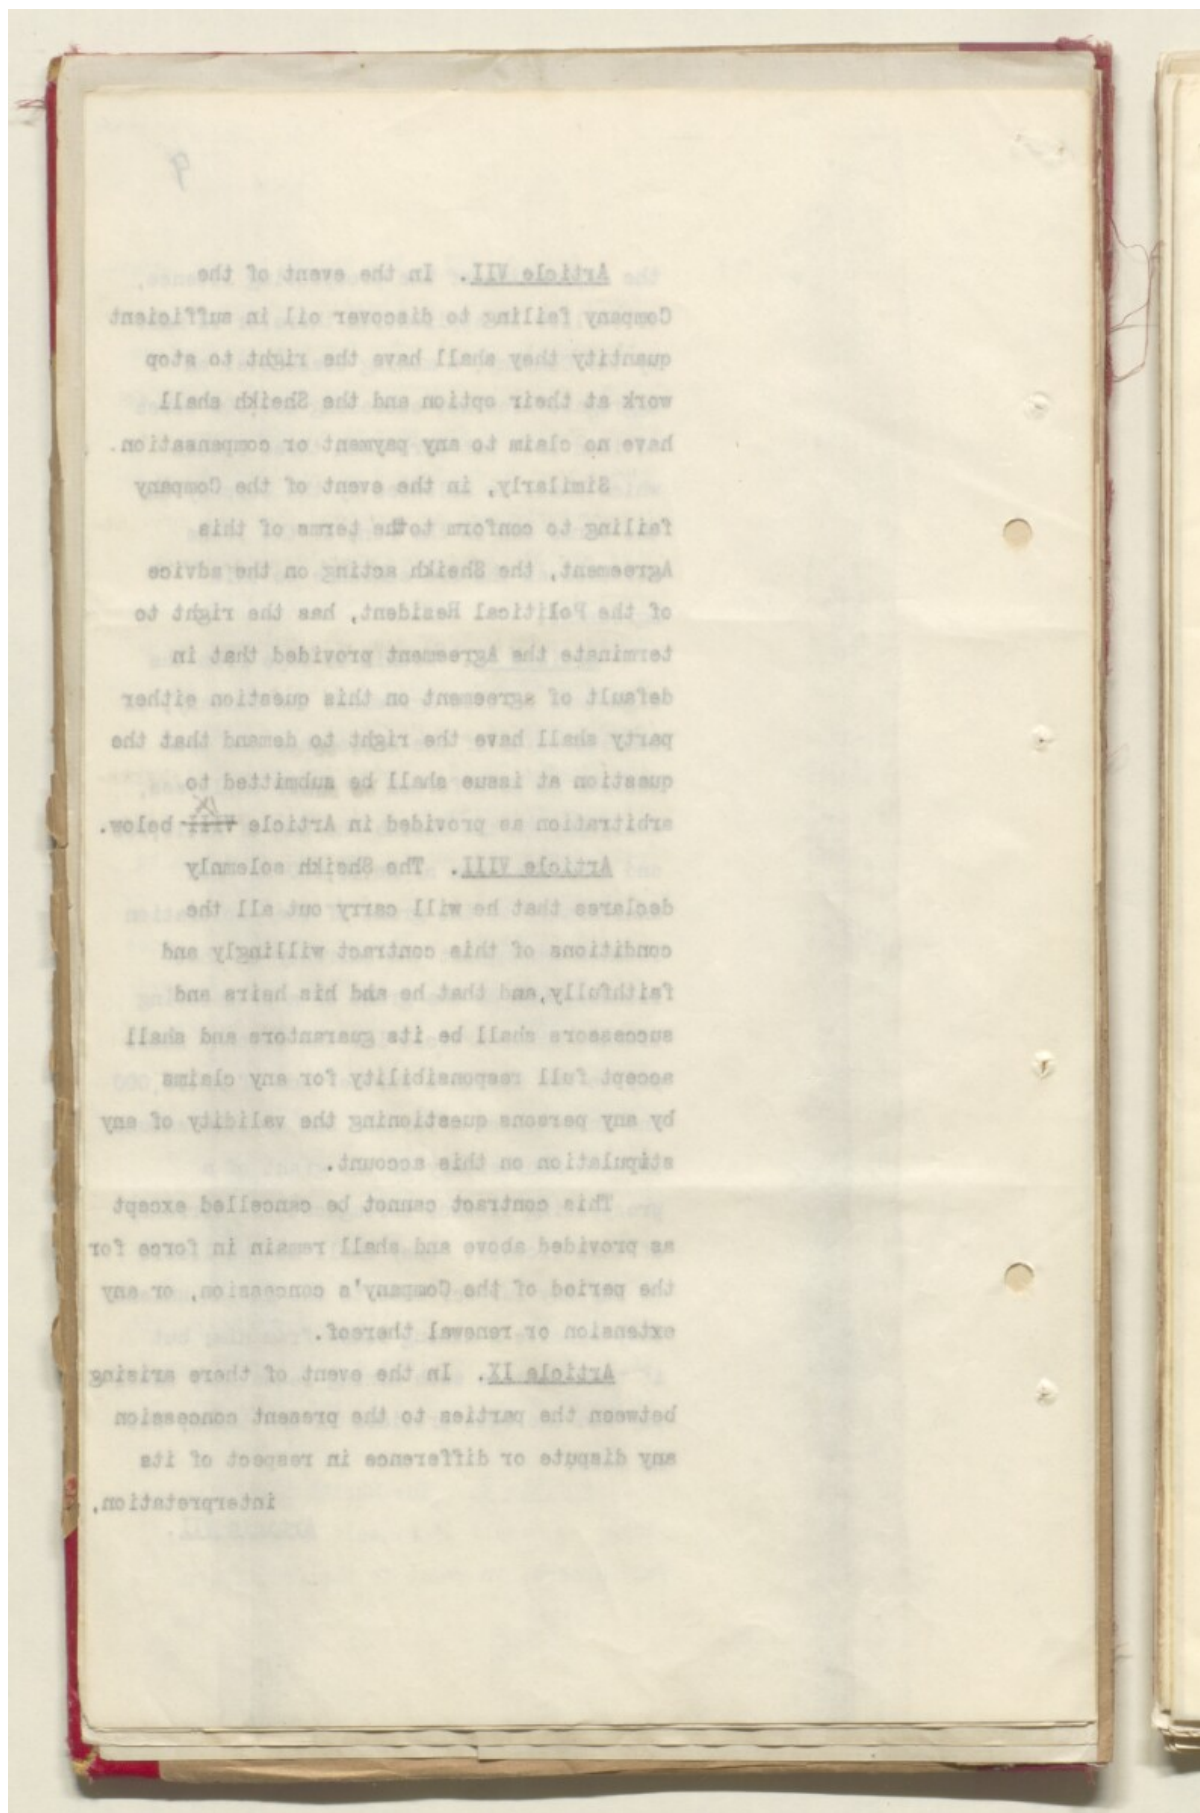 9
Article VII. In the event of the
Company failing to discover oil in sufficient
quantity they shall have the right to stop
work at their option and the Sheikh shall
have no claim to any payment or compensation.
Similarly, in the event of the Company
failing to conform to the terms of this
Agreement, the Sheikh acting on the advice
of the Political Resident, has the right to
terminate the Agreement provided that in
default of agreement on this question either
party shall have the right to demand that the
question at issue shall be submitted to
IX
arbitration as provided in Article VIII below.
Article VIII. The Sheikh solemnly
declares that he will carry out all the
conditions of this contract willingly and
faithfully, and that he and his heirs and
successors shall be its guarantors and shall
accept full responsibility for any claims
by any persons questioning the validity of any
stipulation on this account.
This contract cannot be cancelled except
as provided above and shall remain in force for
the period of the Company's concession, or any
extension or renewal thereof.
Article IX. In the event of there arising
between the parties to the present concession
any dispute or difference in respect of its
interpretation,